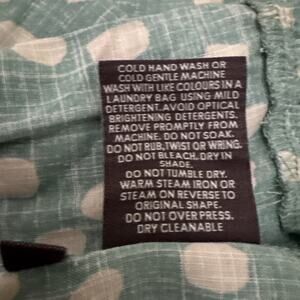 COLD HAND WASH OR
COLD GENTLE MACHINE
WASH WITH LIKE COLOURS IN A
LAUNDRY BAG USING MILD
DETERGENT.AVOID OPTICAL
BRIGHTENING DETERGENTS.
REMOVE PROMPTLY FROM
MACHINE. DO NOT SOAK.
DO NOT RUB,TWIST OR WRING.
DO NOT BLEACH. DRY IN
SHADE.
DO NOT TUMBLE DRY.
WARM STEAM IRON OR
STEAM ON REVERSE TO
ORIGINAL SHAPE.
DO NOT OVER PRESS.
DRY CLEANABLE